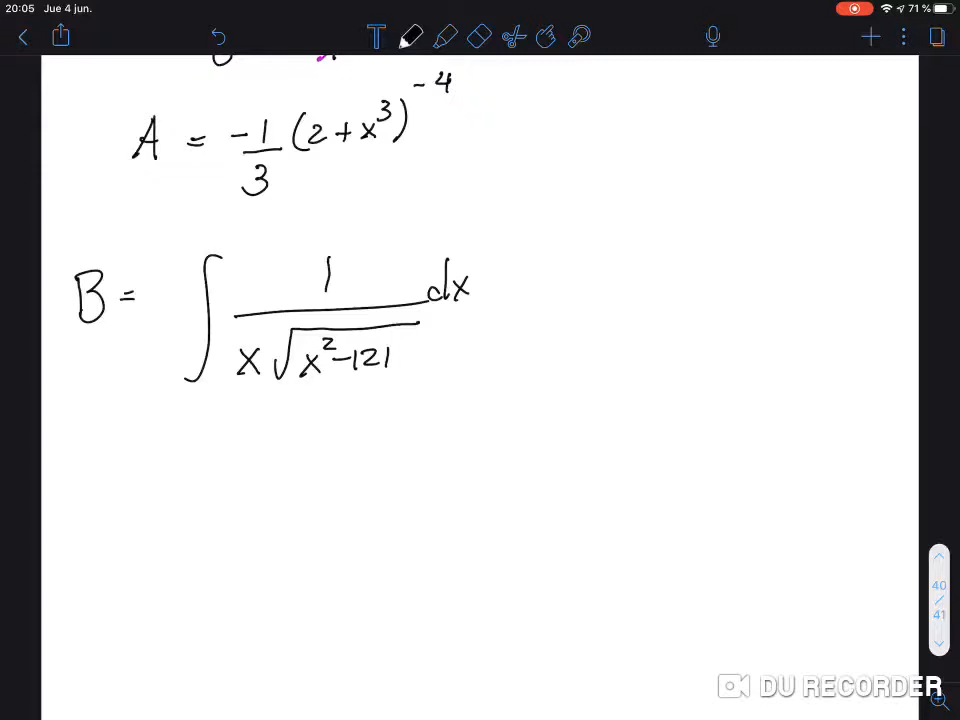 20:05 Jue 4 jun. 71 %
T
A = -1/3 (2 + x³)⁻⁴
B = ∫ 1/(x√(x²-121)) dx
40
/
41
DU RECORDER